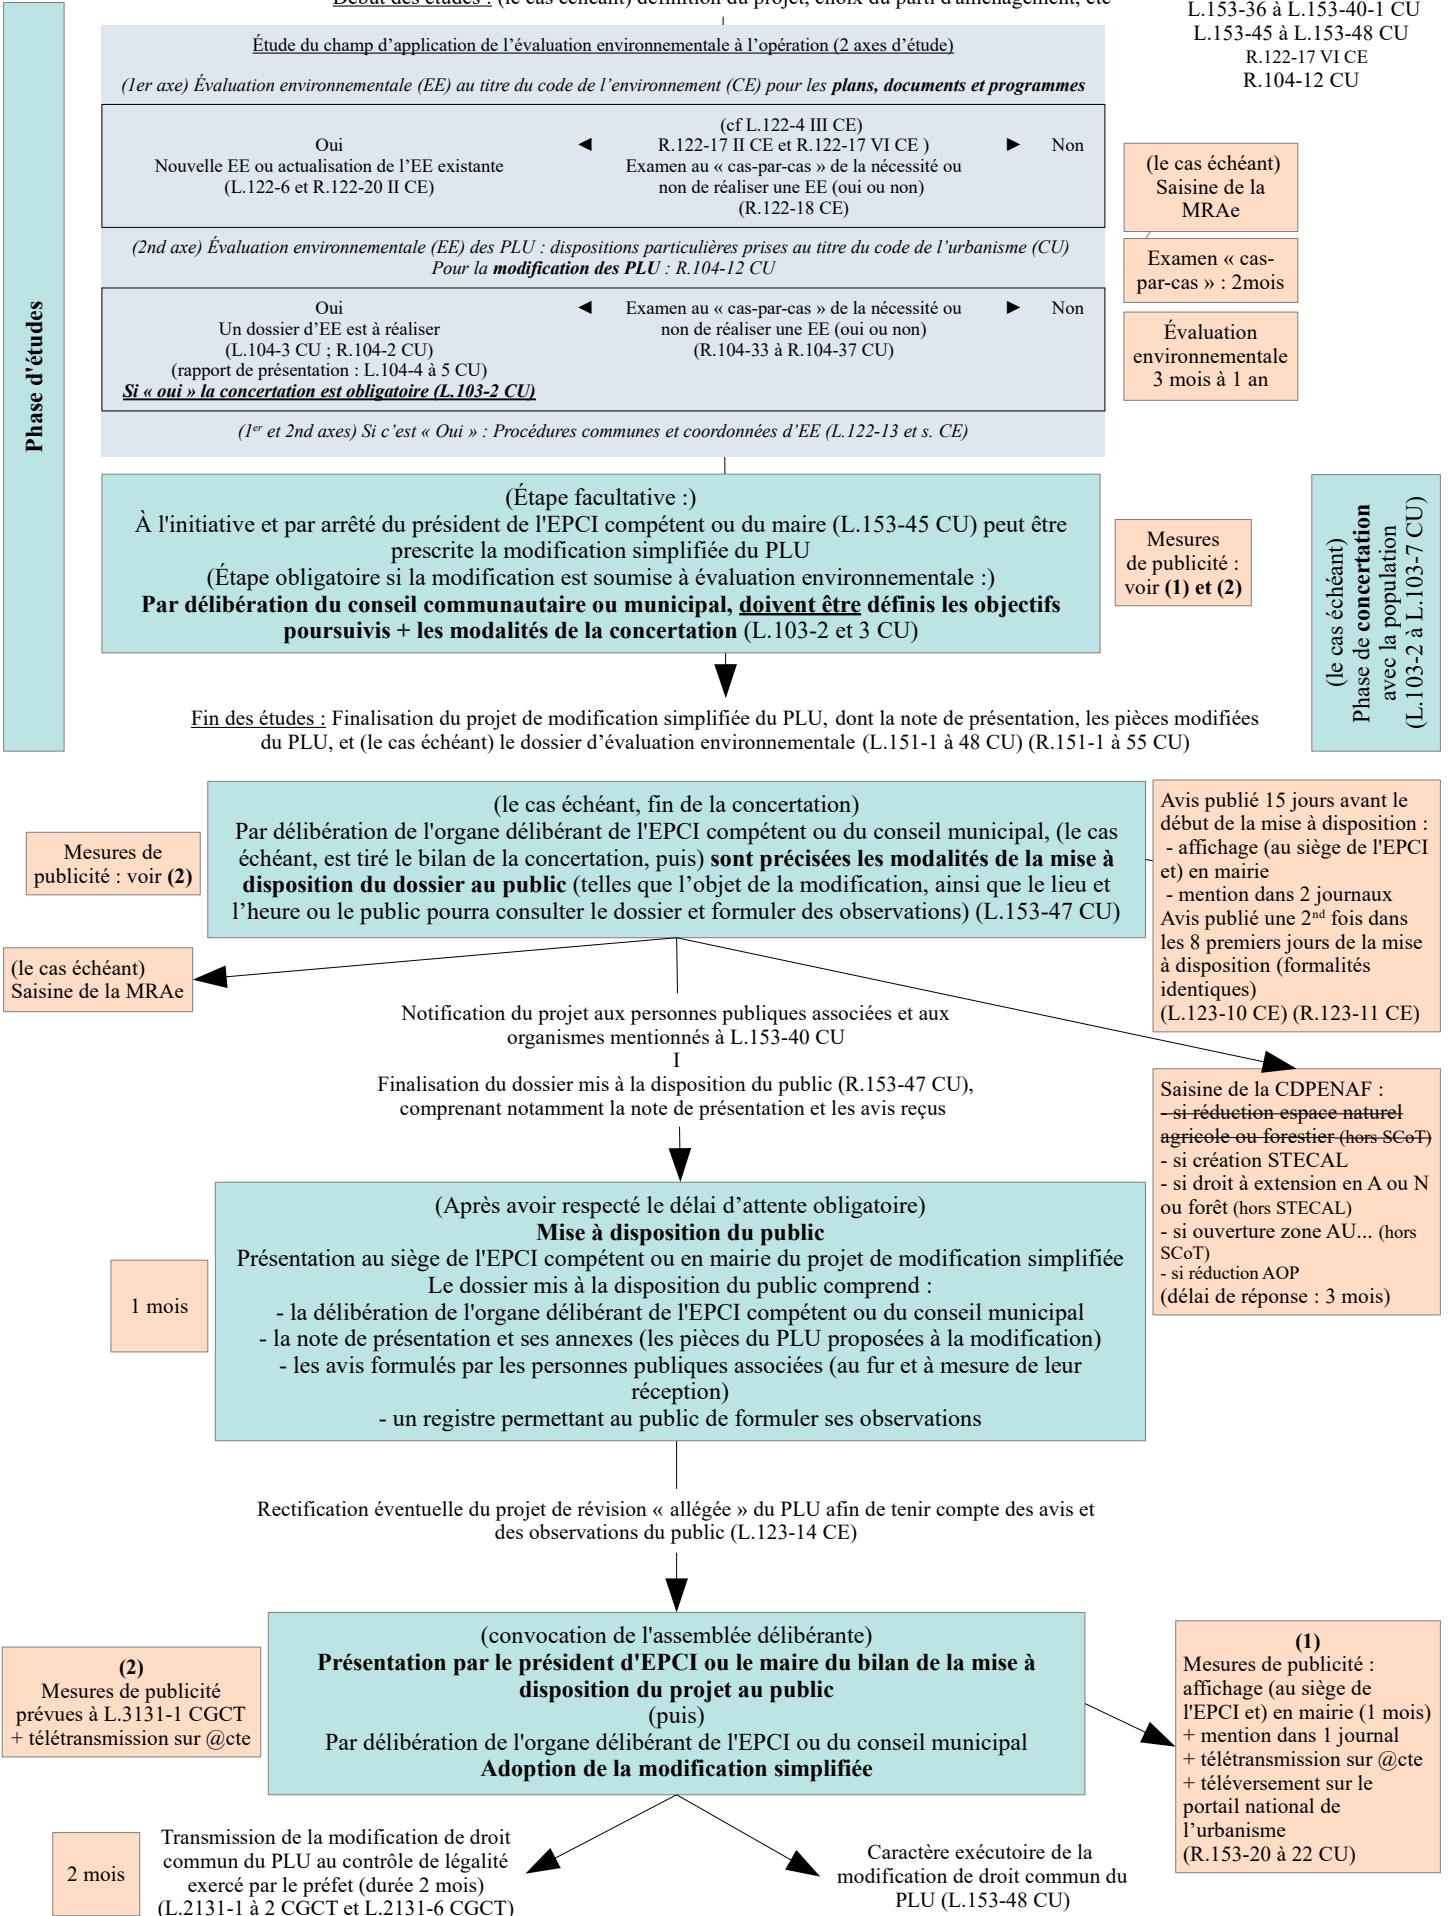 Début des études : (le cas échéant) définition du projet, choix du parti d'aménagement, etc
L.153-36 à L.153-40-1 CU
L.153-45 à L.153-48 CU
R.122-17 VI CE
R.104-12 CU
Phase d'études
Étude du champ d'application de l'évaluation environnementale à l'opération (2 axes d'étude)
(1er axe) Évaluation environnementale (EE) au titre du code de l'environnement (CE) pour les plans, documents et programmes
Oui
Nouvelle EE ou actualisation de l'EE existante
(L.122-6 et R.122-20 II CE)
◄
(cf L.122-4 III CE)
R.122-17 II CE et R.122-17 VI CE )
Examen au « cas-par-cas » de la nécessité ou
non de réaliser une EE (oui ou non)
(R.122-18 CE)
► Non
(2nd axe) Évaluation environnementale (EE) des PLU : dispositions particulières prises au titre du code de l'urbanisme (CU)
Pour la modification des PLU : R.104-12 CU
Oui
Un dossier d'EE est à réaliser
(L.104-3 CU ; R.104-2 CU)
(rapport de présentation : L.104-4 à 5 CU)
Si « oui » la concertation est obligatoire (L.103-2 CU)
◄
Examen au « cas-par-cas » de la nécessité ou
non de réaliser une EE (oui ou non)
(R.104-33 à R.104-37 CU)
► Non
(1er et 2nd axes) Si c'est « Oui » : Procédures communes et coordonnées d'EE (L.122-13 et s. CE)
(le cas échéant)
Saisine de la
MRAe
Examen « cas-
par-cas » : 2mois
Évaluation
environnementale
3 mois à 1 an
(Étape facultative :)
À l'initiative et par arrêté du président de l'EPCI compétent ou du maire (L.153-45 CU) peut être
prescrite la modification simplifiée du PLU
(Étape obligatoire si la modification est soumise à évaluation environnementale :)
Par délibération du conseil communautaire ou municipal, doivent être définis les objectifs
poursuivis + les modalités de la concertation (L.103-2 et 3 CU)
Mesures
de publicité :
voir (1) et (2)
(le cas échéant)
Phase de concertation
avec la population
(L.103-2 à L.103-7 CU)
Fin des études : Finalisation du projet de modification simplifiée du PLU, dont la note de présentation, les pièces modifiées
du PLU, et (le cas échéant) le dossier d'évaluation environnementale (L.151-1 à 48 CU) (R.151-1 à 55 CU)
Mesures de
publicité : voir (2)
(le cas échéant, fin de la concertation)
Par délibération de l'organe délibérant de l'EPCI compétent ou du conseil municipal, (le cas
échéant, est tiré le bilan de la concertation, puis) sont précisées les modalités de la mise à
disposition du dossier au public (telles que l'objet de la modification, ainsi que le lieu et
l'heure ou le public pourra consulter le dossier et formuler des observations) (L.153-47 CU)
Avis publié 15 jours avant le
début de la mise à disposition :
- affichage (au siège de l'EPCI
et) en mairie
- mention dans 2 journaux
Avis publié une 2nd fois dans
les 8 premiers jours de la mise
à disposition (formalités
identiques)
(L.123-10 CE) (R.123-11 CE)
(le cas échéant)
Saisine de la MRAe
Notification du projet aux personnes publiques associées et aux
organismes mentionnés à L.153-40 CU
I
Finalisation du dossier mis à la disposition du public (R.153-47 CU),
comprenant notamment la note de présentation et les avis reçus
Saisine de la CDPENAF :
- si réduction espace naturel
agricole ou forestier (hors SCoT)
- si création STECAL
- si droit à extension en A ou N
ou forêt (hors STECAL)
- si ouverture zone AU... (hors
SCoT)
- si réduction AOP
(délai de réponse : 3 mois)
1 mois
(Après avoir respecté le délai d'attente obligatoire)
Mise à disposition du public
Présentation au siège de l'EPCI compétent ou en mairie du projet de modification simplifiée
Le dossier mis à la disposition du public comprend :
- la délibération de l'organe délibérant de l'EPCI compétent ou du conseil municipal
- la note de présentation et ses annexes (les pièces du PLU proposées à la modification)
- les avis formulés par les personnes publiques associées (au fur et à mesure de leur
réception)
- un registre permettant au public de formuler ses observations
Rectification éventuelle du projet de révision « allégée » du PLU afin de tenir compte des avis et
des observations du public (L.123-14 CE)
(2)
Mesures de publicité
prévues à L.3131-1 CGCT
+ télétransmission sur @cte
(convocation de l'assemblée délibérante)
Présentation par le président d'EPCI ou le maire du bilan de la mise à
disposition du projet au public
(puis)
Par délibération de l'organe délibérant de l'EPCI ou du conseil municipal
Adoption de la modification simplifiée
(1)
Mesures de publicité :
affichage (au siège de
l'EPCI et) en mairie (1 mois)
+ mention dans 1 journal
+ télétransmission sur @cte
+ téléversement sur le
portail national de
l'urbanisme
(R.153-20 à 22 CU)
2 mois
Transmission de la modification de droit
commun du PLU au contrôle de légalité
exercé par le préfet (durée 2 mois)
(L.2131-1 à 2 CGCT et L.2131-6 CGCT)
Caractère exécutoire de la
modification de droit commun du
PLU (L.153-48 CU)